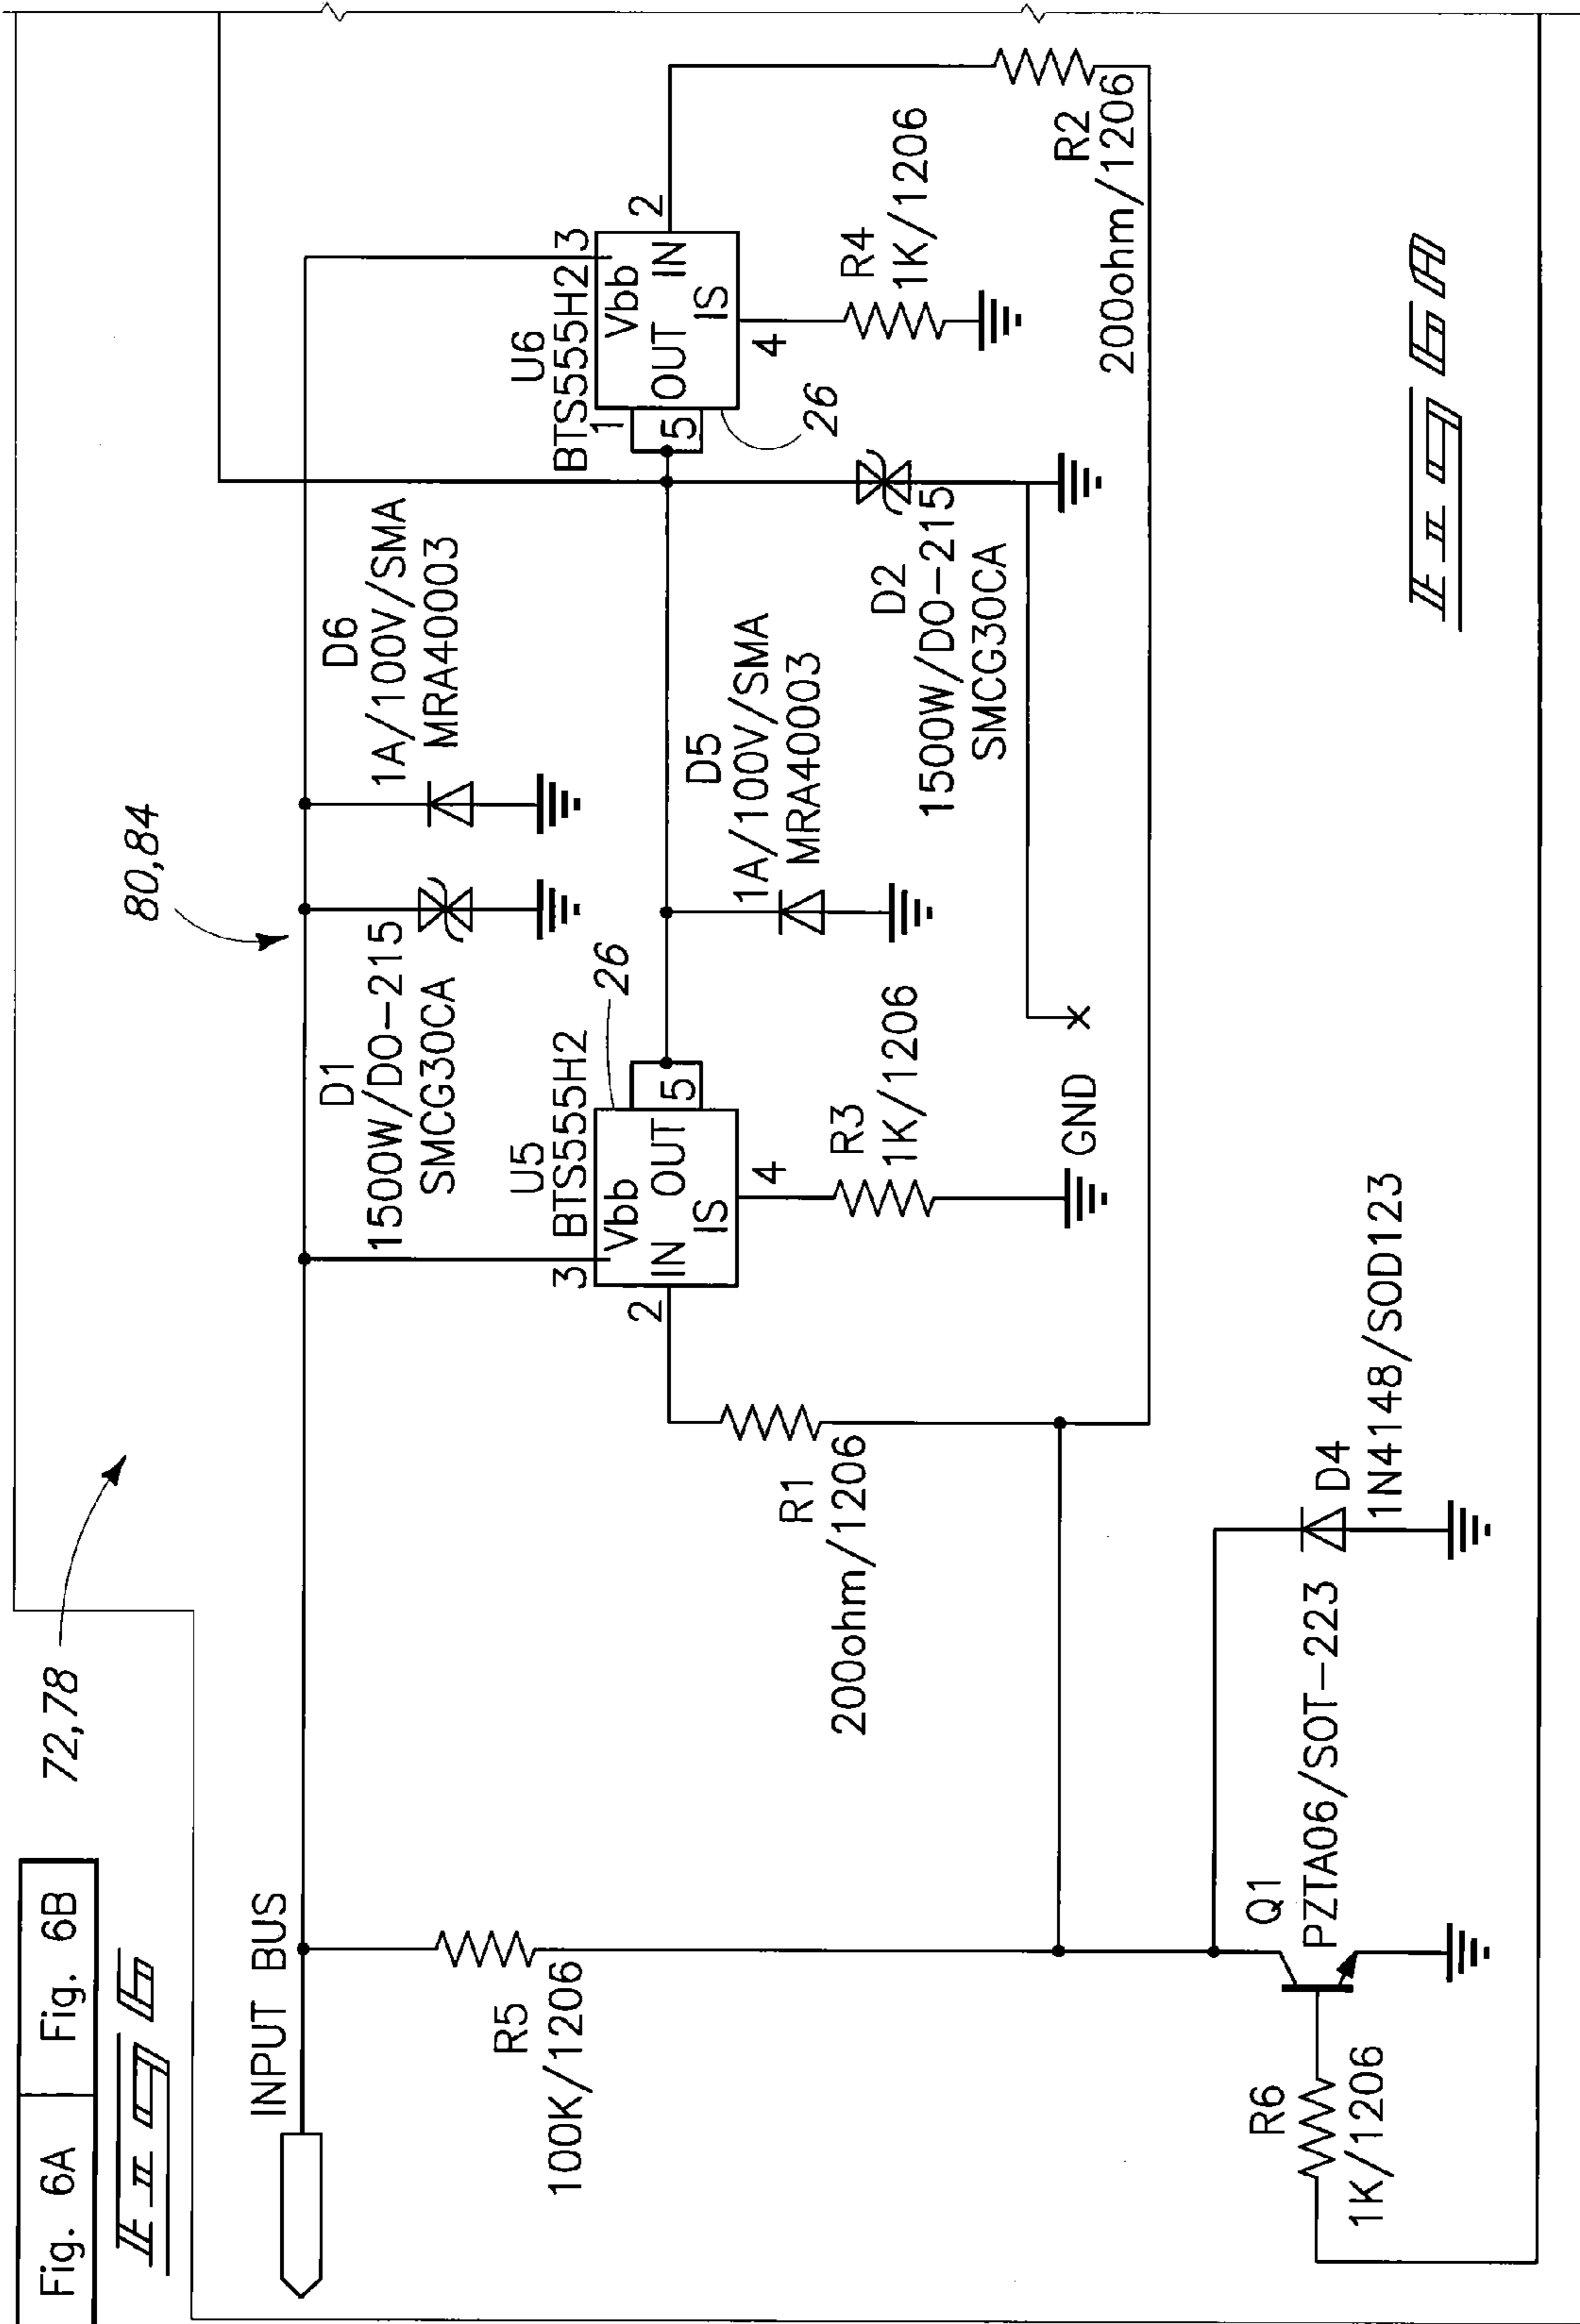 Fig. 6A Fig. 6B
Fig 6
72,78
80,84
INPUT BUS
D6
1A/100V/SMA
MRA40003
D1
1500W/DO-215
SMCG30CA
R5
100K/1206
U5
BTS555H2
3
Vbb
2
IN
OUT
5
IS
4
26
U6
BTS555H2
3
1
Vbb
OUT
IN
2
5
IS
4
26
D5
1A/100V/SMA
MRA40003
R1
200ohm/1206
R3
1K/1206
D2
1500W/DO-215
SMCG30CA
R4
1K/1206
R2
200ohm/1206
GND
Q1
PZTA06/SOT-223
D4
1N4148/SOD123
R6
1K/1206
Fig 6A